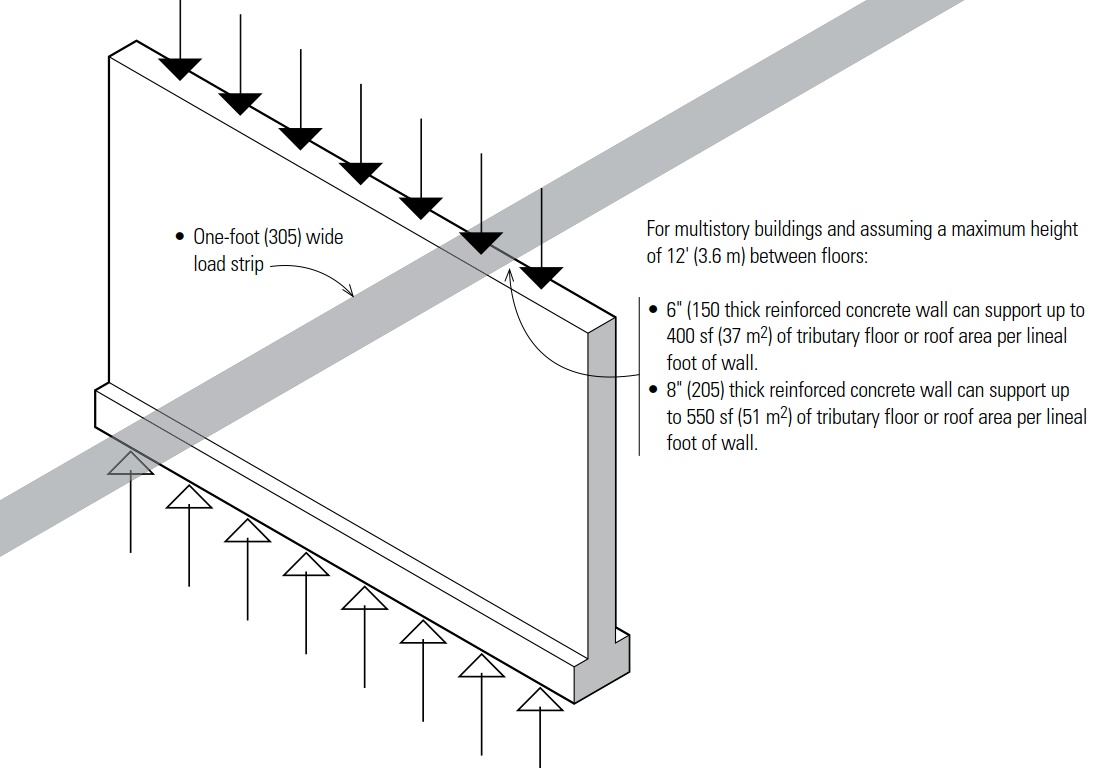 • One-foot (305) wide
load strip
For multistory buildings and assuming a maximum height
of 12' (3.6 m) between floors:
• 6" (150 thick reinforced concrete wall can support up to
400 sf (37 m²) of tributary floor or roof area per lineal
foot of wall.
• 8" (205) thick reinforced concrete wall can support up
to 550 sf (51 m²) of tributary floor or roof area per lineal
foot of wall.